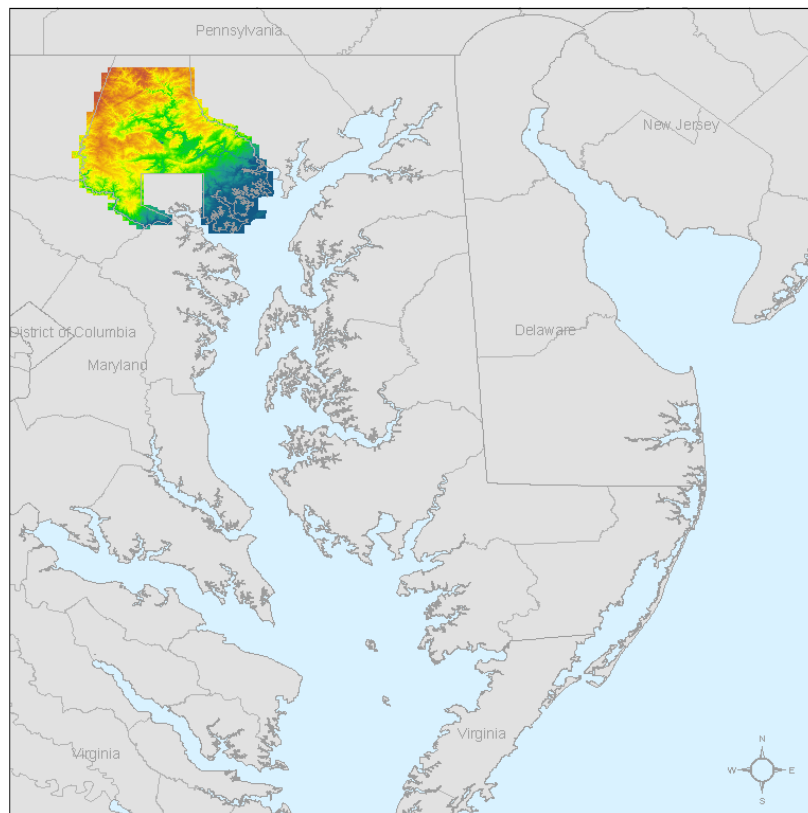 Pennsylvania
New Jersey
District of Columbia
Delaware
Maryland
Virginia
Virginia
N
W E
S